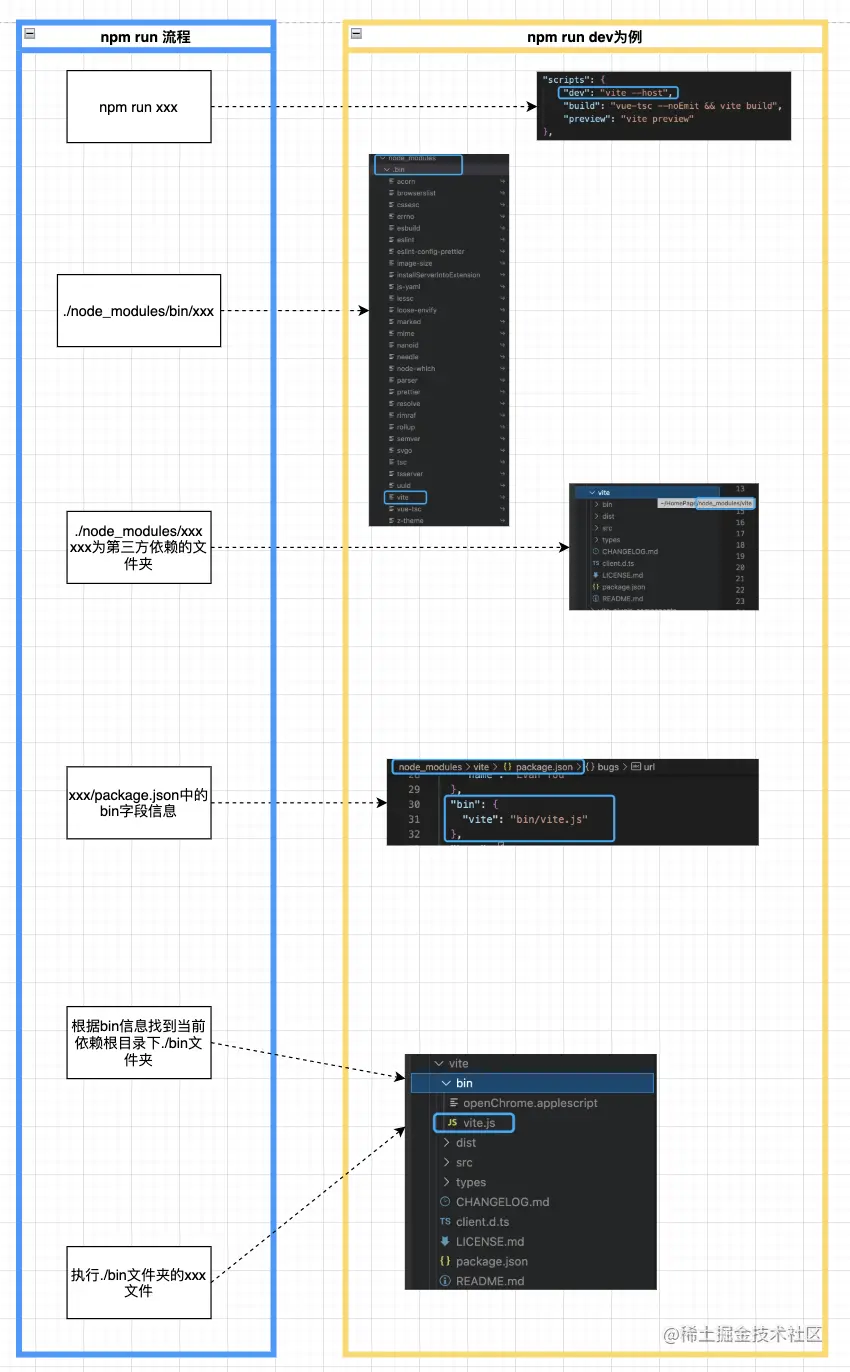 npm run 流程
npm run dev为例
npm run xxx
"scripts": {
"dev": "vite --host",
"build": "vue-tsc --noEmit && vite build",
"preview": "vite preview"
},
node_modules
.bin
acorn
browserslist
cssesc
errno
esbuild
eslint
eslint-config-prettier
image-size
installServerIntoExtension
js-yaml
lessc
loose-envify
marked
mime
nanoid
needle
node-which
parser
prettier
resolve
rimraf
rollup
semver
svgo
tsc
tsserver
uuid
vite
vue-tsc
z-theme
./node_modules/bin/xxx
./node_modules/xxx
xxx为第三方依赖的文
件夹
vite
bin
~/HomePage/node_modules/vite
dist
src
types
CHANGELOG.md
client.d.ts
LICENSE.md
package.json
README.md
13
15
16
17
18
19
20
21
22
23
xxx/package.json中的
bin字段信息
node_modules > vite > {} package.json > {} bugs > url
28 "name": "Evan You"
29 },
30 "bin": {
31 "vite": "bin/vite.js"
32 },
根据bin信息找到当前
依赖根目录下./bin文
件夹
vite
bin
openChrome.applescript
JS vite.js
dist
src
types
CHANGELOG.md
TS client.d.ts
LICENSE.md
{} package.json
README.md
执行./bin文件夹的xxx
文件
@稀土掘金技术社区